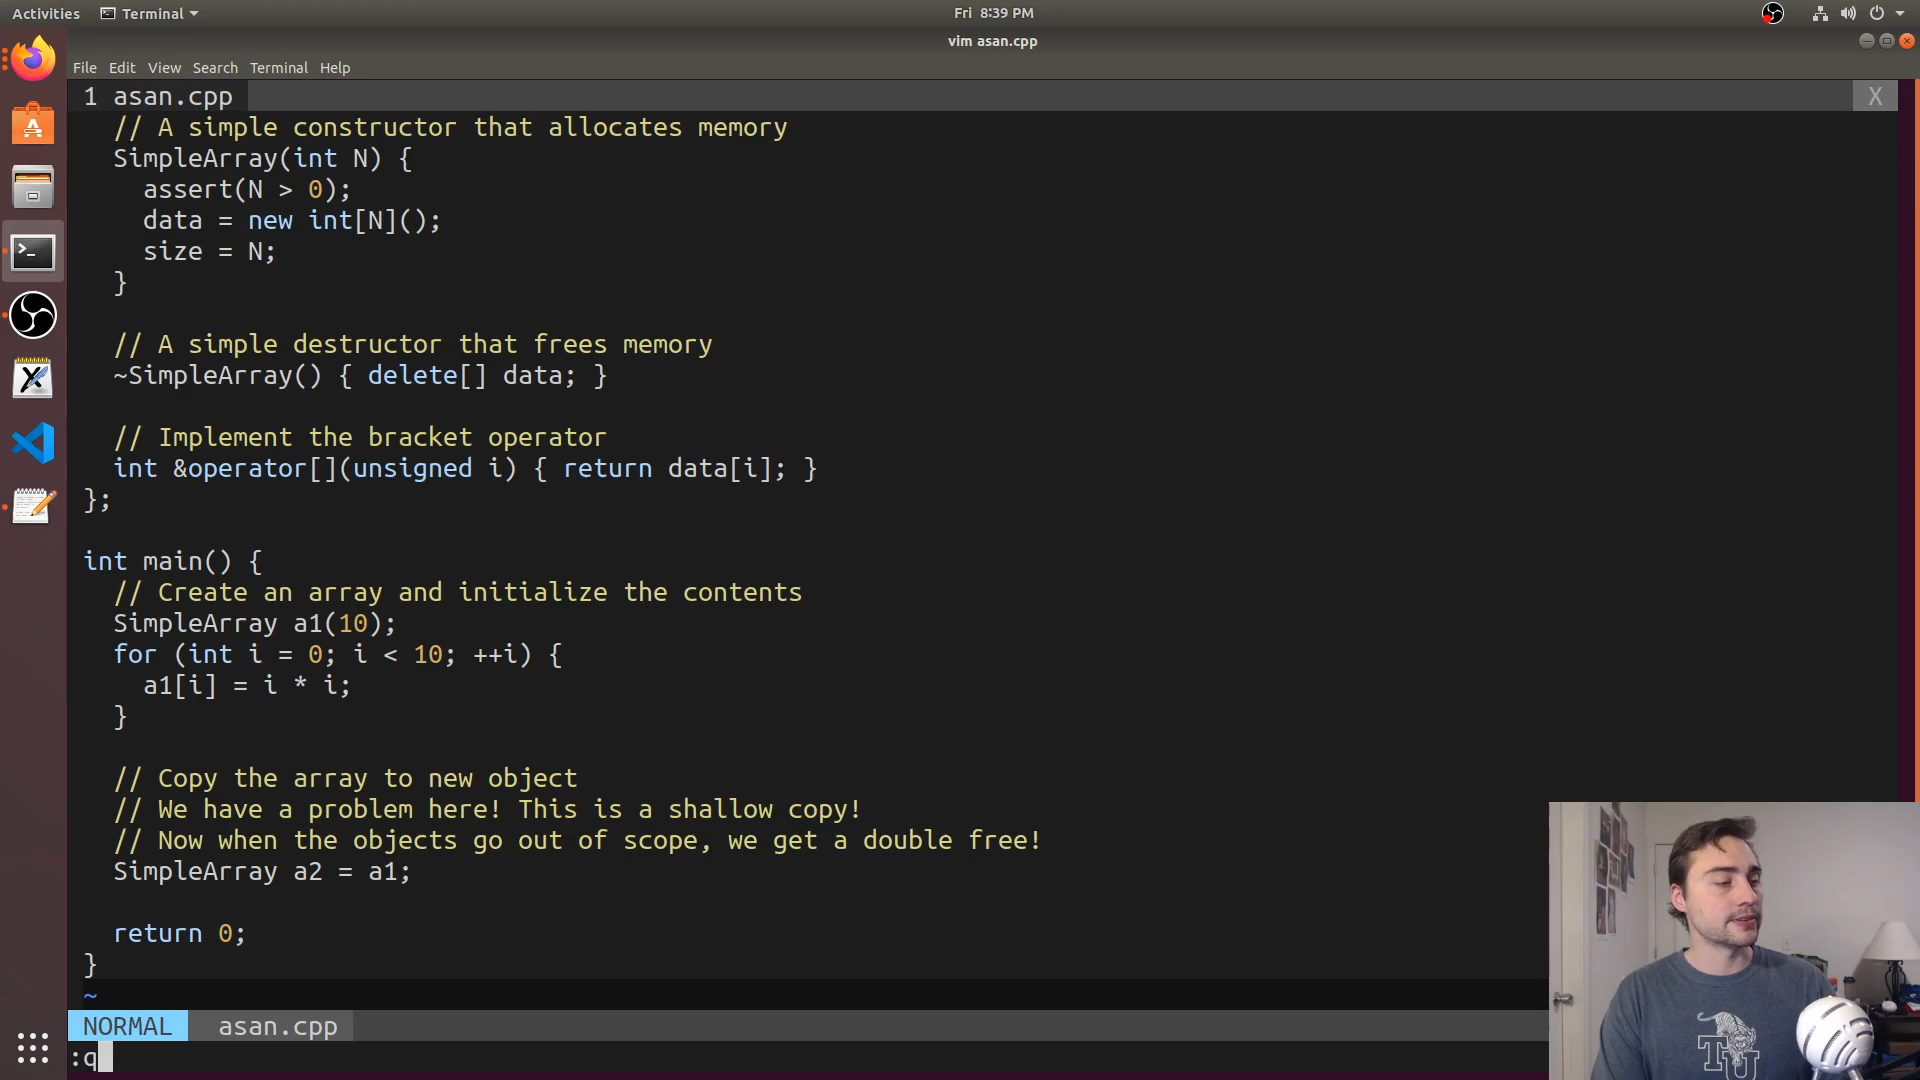 Activities
Terminal
Fri 8:39 PM
vim asan.cpp
File Edit View Search Terminal Help
1 asan.cpp X
// A simple constructor that allocates memory
SimpleArray(int N) {
assert(N > 0);
data = new int[N]();
size = N;
}
// A simple destructor that frees memory
~SimpleArray() { delete[] data; }
// Implement the bracket operator
int &operator[](unsigned i) { return data[i]; }
};
int main() {
// Create an array and initialize the contents
SimpleArray a1(10);
for (int i = 0; i < 10; ++i) {
a1[i] = i * i;
}
// Copy the array to new object
// We have a problem here! This is a shallow copy!
// Now when the objects go out of scope, we get a double free!
SimpleArray a2 = a1;
return 0;
}
~
NORMAL asan.cpp
:q
TU